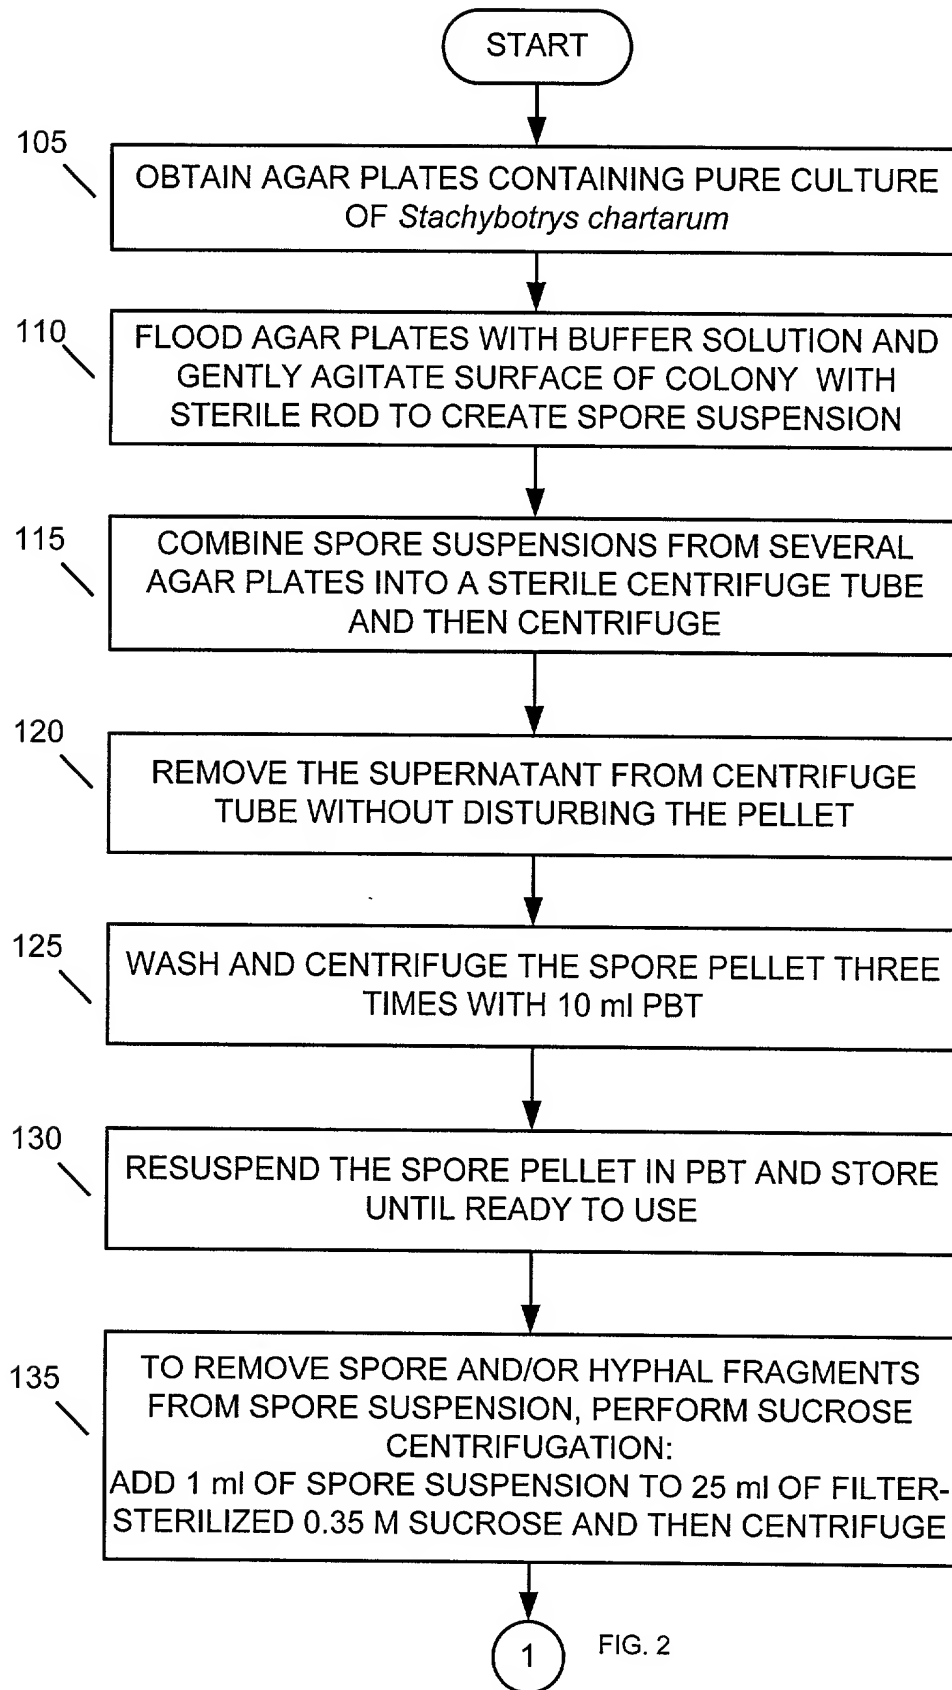 START
105
OBTAIN AGAR PLATES CONTAINING PURE CULTURE
OF Stachybotrys chartarum
110
FLOOD AGAR PLATES WITH BUFFER SOLUTION AND
GENTLY AGITATE SURFACE OF COLONY WITH
STERILE ROD TO CREATE SPORE SUSPENSION
115
COMBINE SPORE SUSPENSIONS FROM SEVERAL
AGAR PLATES INTO A STERILE CENTRIFUGE TUBE
AND THEN CENTRIFUGE
120
REMOVE THE SUPERNATANT FROM CENTRIFUGE
TUBE WITHOUT DISTURBING THE PELLET
125
WASH AND CENTRIFUGE THE SPORE PELLET THREE
TIMES WITH 10 ml PBT
130
RESUSPEND THE SPORE PELLET IN PBT AND STORE
UNTIL READY TO USE
135
TO REMOVE SPORE AND/OR HYPHAL FRAGMENTS
FROM SPORE SUSPENSION, PERFORM SUCROSE
CENTRIFUGATION:
ADD 1 ml OF SPORE SUSPENSION TO 25 ml OF FILTER-
STERILIZED 0.35 M SUCROSE AND THEN CENTRIFUGE
1
FIG. 2